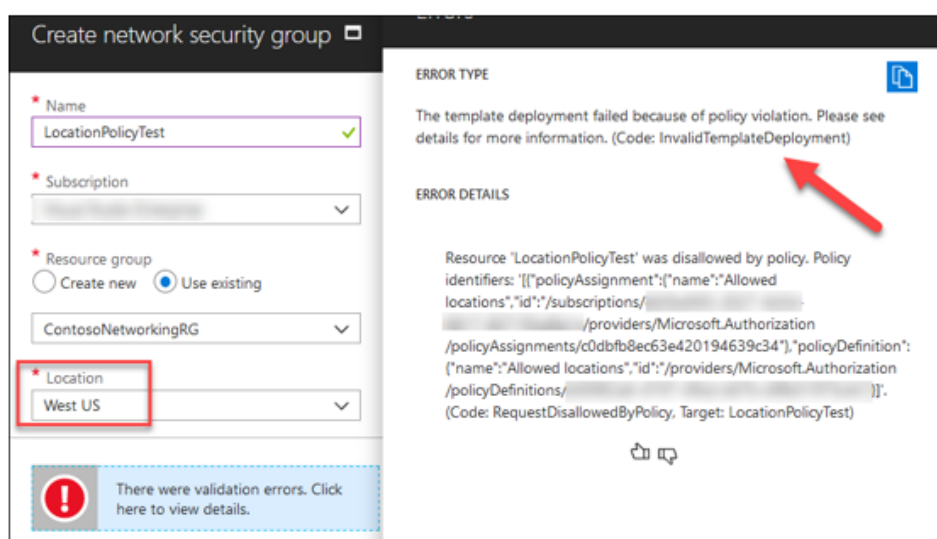 Create network security group
* Name
LocationPolicyTest
* Subscription
* Resource group
Create new
Use existing
ContosoNetworkingRG
* Location
West US
There were validation errors. Click
here to view details.
ERROR TYPE
The template deployment failed because of policy violation. Please see
details for more information. (Code: InvalidTemplateDeployment)
ERROR DETAILS
Resource 'LocationPolicyTest' was disallowed by policy. Policy
identifiers: '[{"policyAssignment":{"name":"Allowed
locations","id":"/subscriptions/
/providers/Microsoft.Authorization
/policyAssignments/c0dbfb8ec63e420194639c34"},"policyDefinition":
{"name":"Allowed locations","id":"/providers/Microsoft.Authorization
/policyDefinitions/ }]'.
(Code: RequestDisallowedByPolicy, Target: LocationPolicyTest)